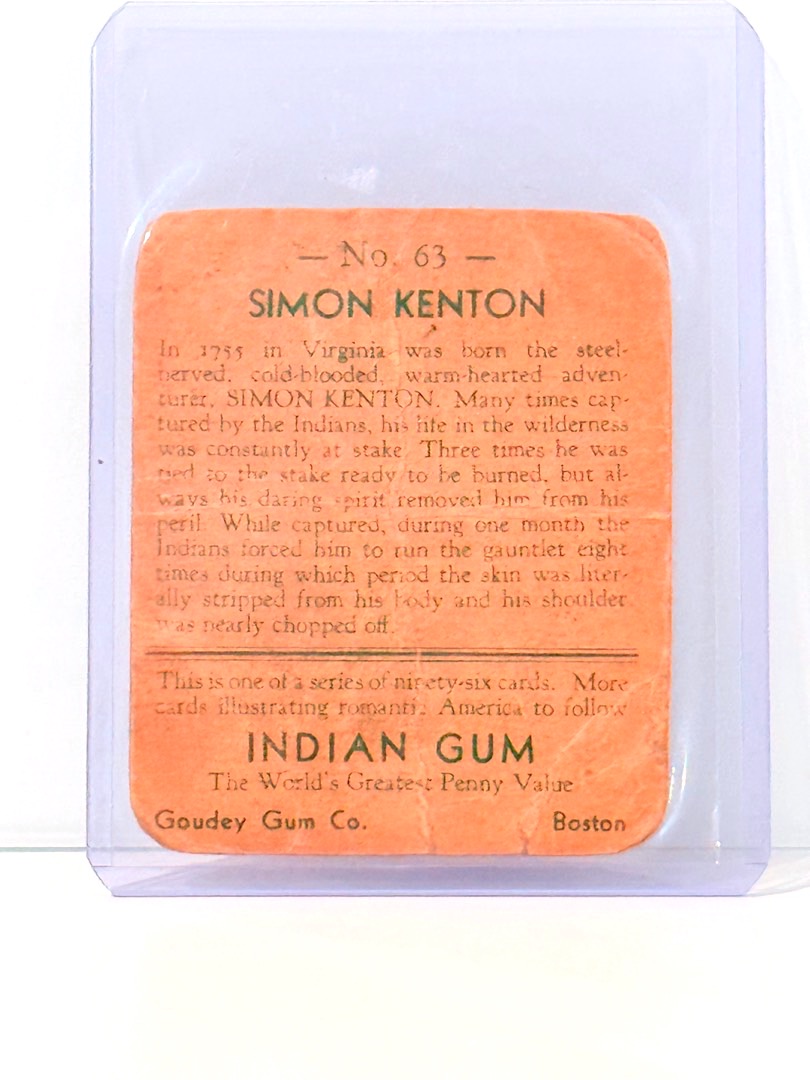 — No. 63 —
SIMON KENTON
In 1755 in Virginia was born the steel-
nerved, cold-blooded, warm-hearted adven-
turer, SIMON KENTON. Many times cap-
tured by the Indians, his life in the wilderness
was constantly at stake. Three times he was
tied to the stake ready to be burned, but al-
ways his daring spirit removed him from his
peril. While captured, during one month the
Indians forced him to run the gauntlet eight
times during which period the skin was liter-
ally stripped from his body and his shoulder
was nearly chopped off.
This is one of a series of ninety-six cards. More
cards illustrating romantic America to follow
INDIAN GUM
The World's Greatest Penny Value
Goudey Gum Co. Boston